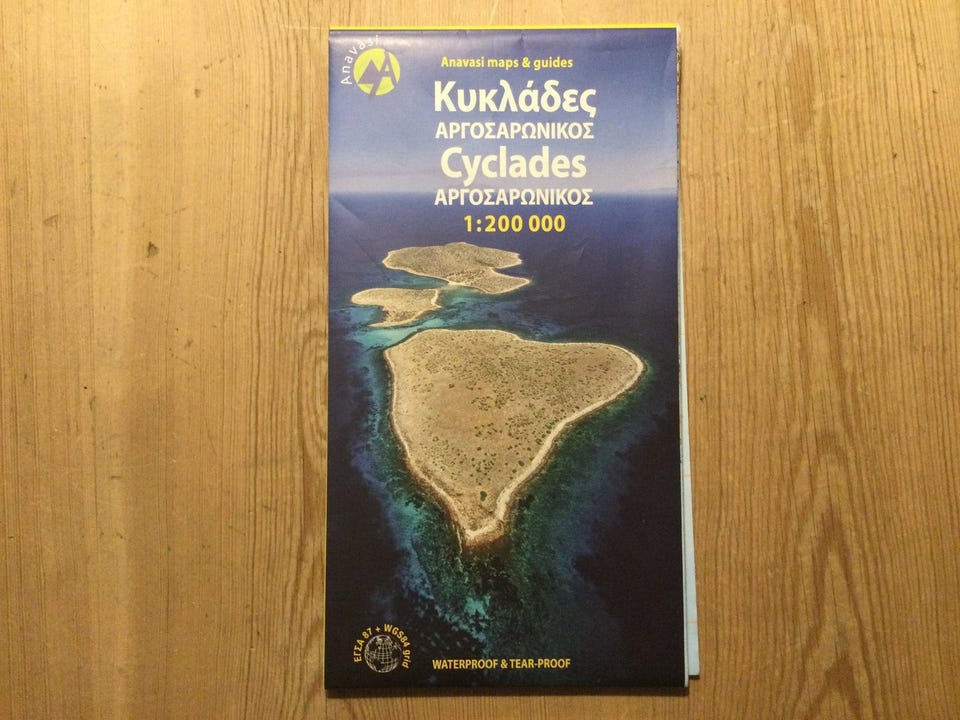 Anavasi
Anavasi maps & guides
Κυκλάδες
ΑΡΓΟΣΑΡΩΝΙΚΟΣ
Cyclades
ΑΡΓΟΣΑΡΩΝΙΚΟΣ
1:200 000
ΕΓΣΑ 87 + WGS84 grid
WATERPROOF & TEAR-PROOF